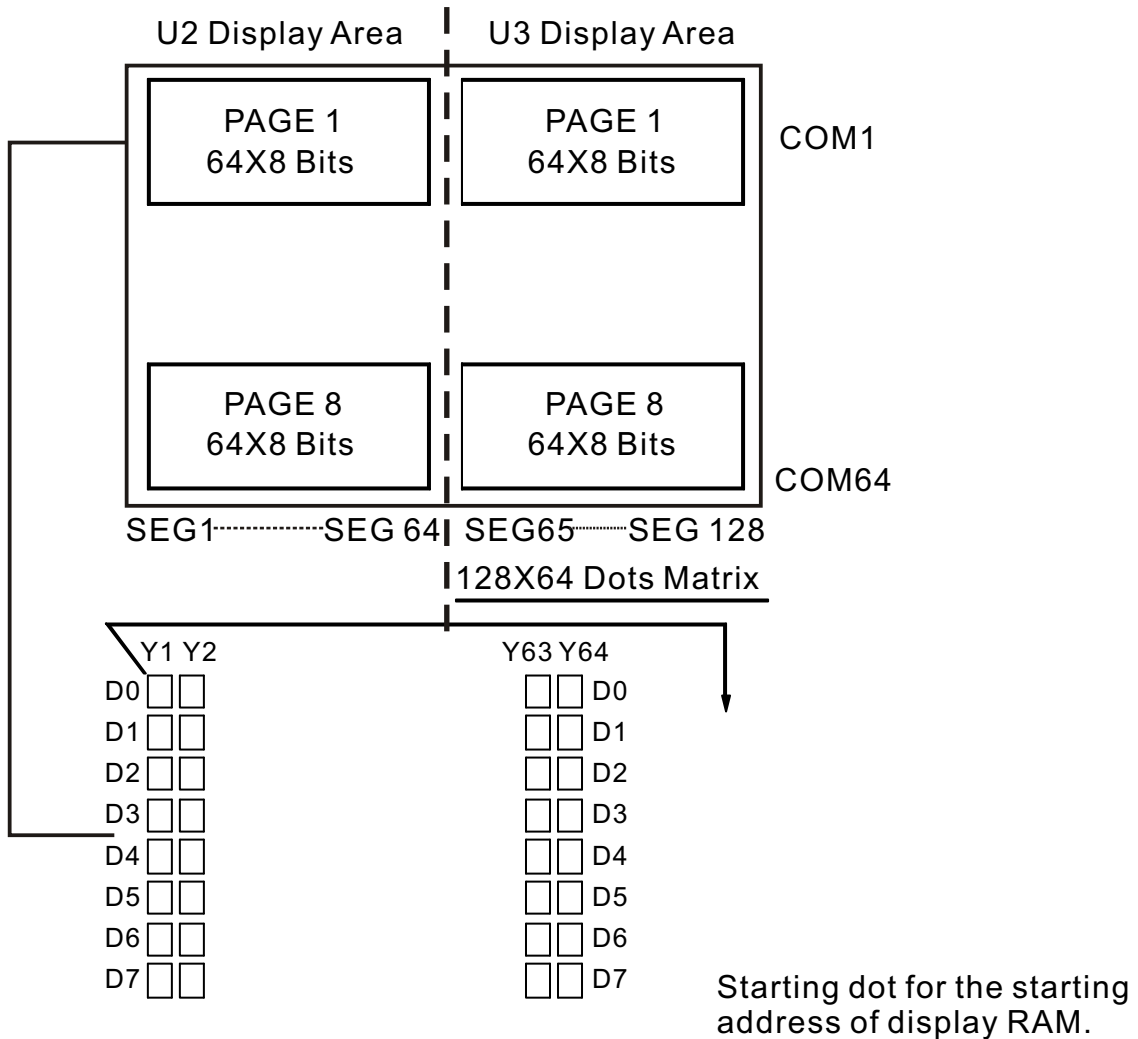 U2 Display Area U3 Display Area
PAGE 1 PAGE 1 COM1
64X8 Bits 64X8 Bits
PAGE 8 PAGE 8
64X8 Bits 64X8 Bits
COM64
SEG1 SEG 64 SEG65 SEG 128
128X64 Dots Matrix
Y1 Y2 Y63 Y64
D0 D0
D1 D1
D2 D2
D3 D3
D4 D4
D5 D5
D6 D6
D7 D7
Starting dot for the starting
address of display RAM.